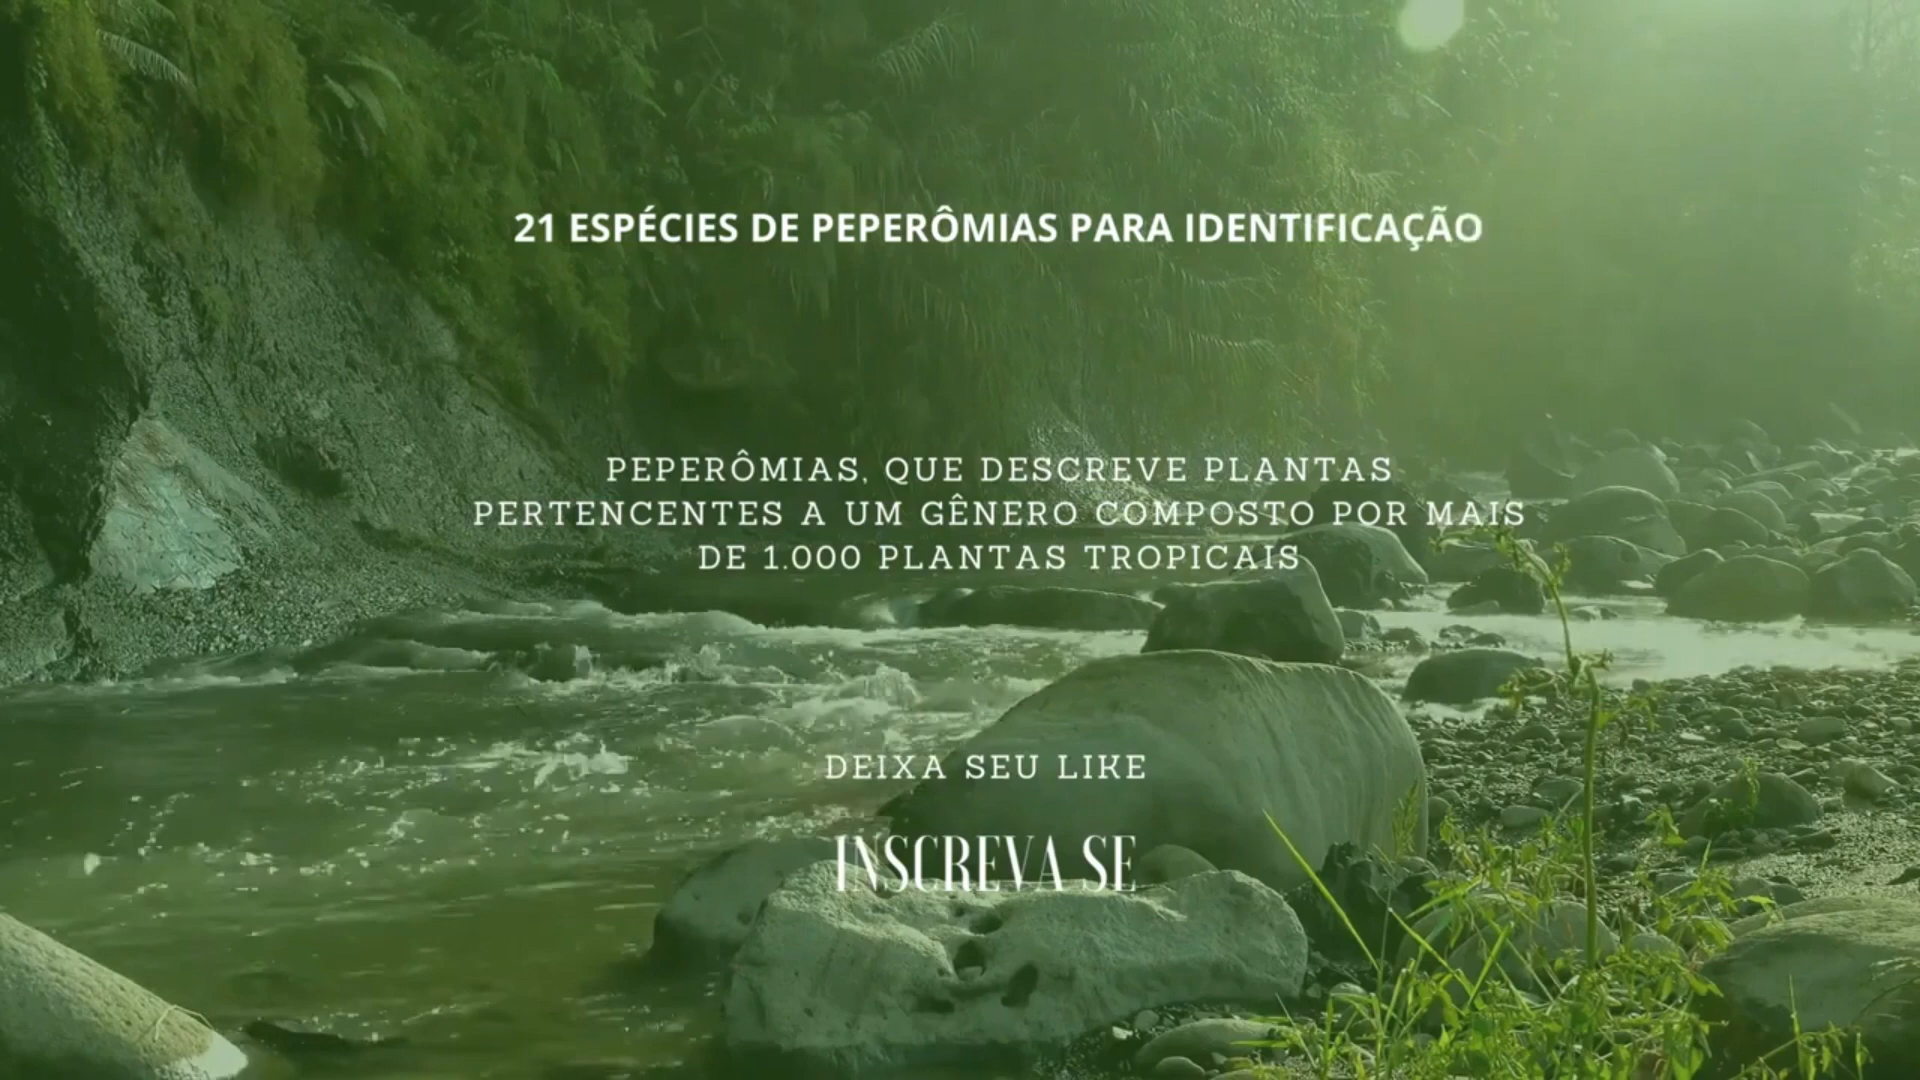 21 ESPÉCIES DE PEPERÔMIAS PARA IDENTIFICAÇÃO
PEPERÔMIAS, QUE DESCREVE PLANTAS
PERTENCENTES A UM GÊNERO COMPOSTO POR MAIS
DE 1.000 PLANTAS TROPICAIS
DEIXA SEU LIKE
INSCREVA SE